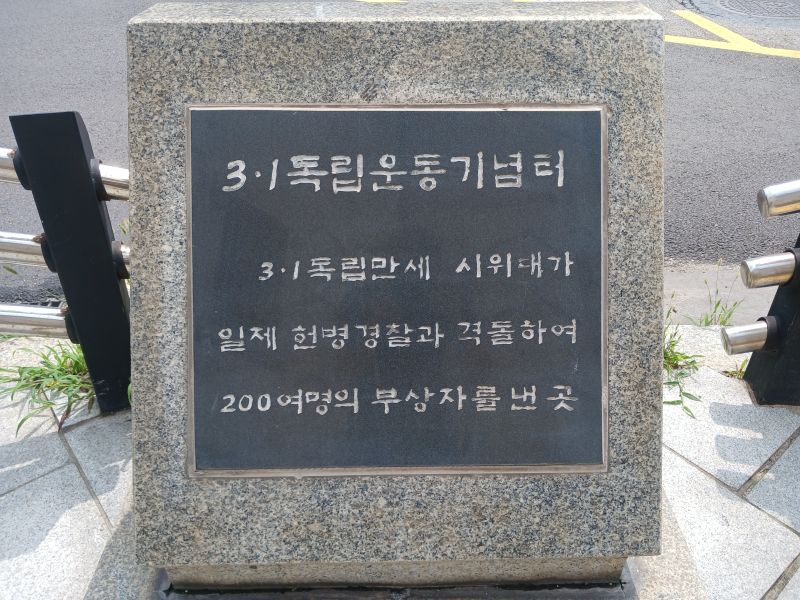 3·1독립운동기념터
3·1독립만세 시위대가
일제 헌병경찰과 격돌하여
200여명의 부상자를 낸 곳